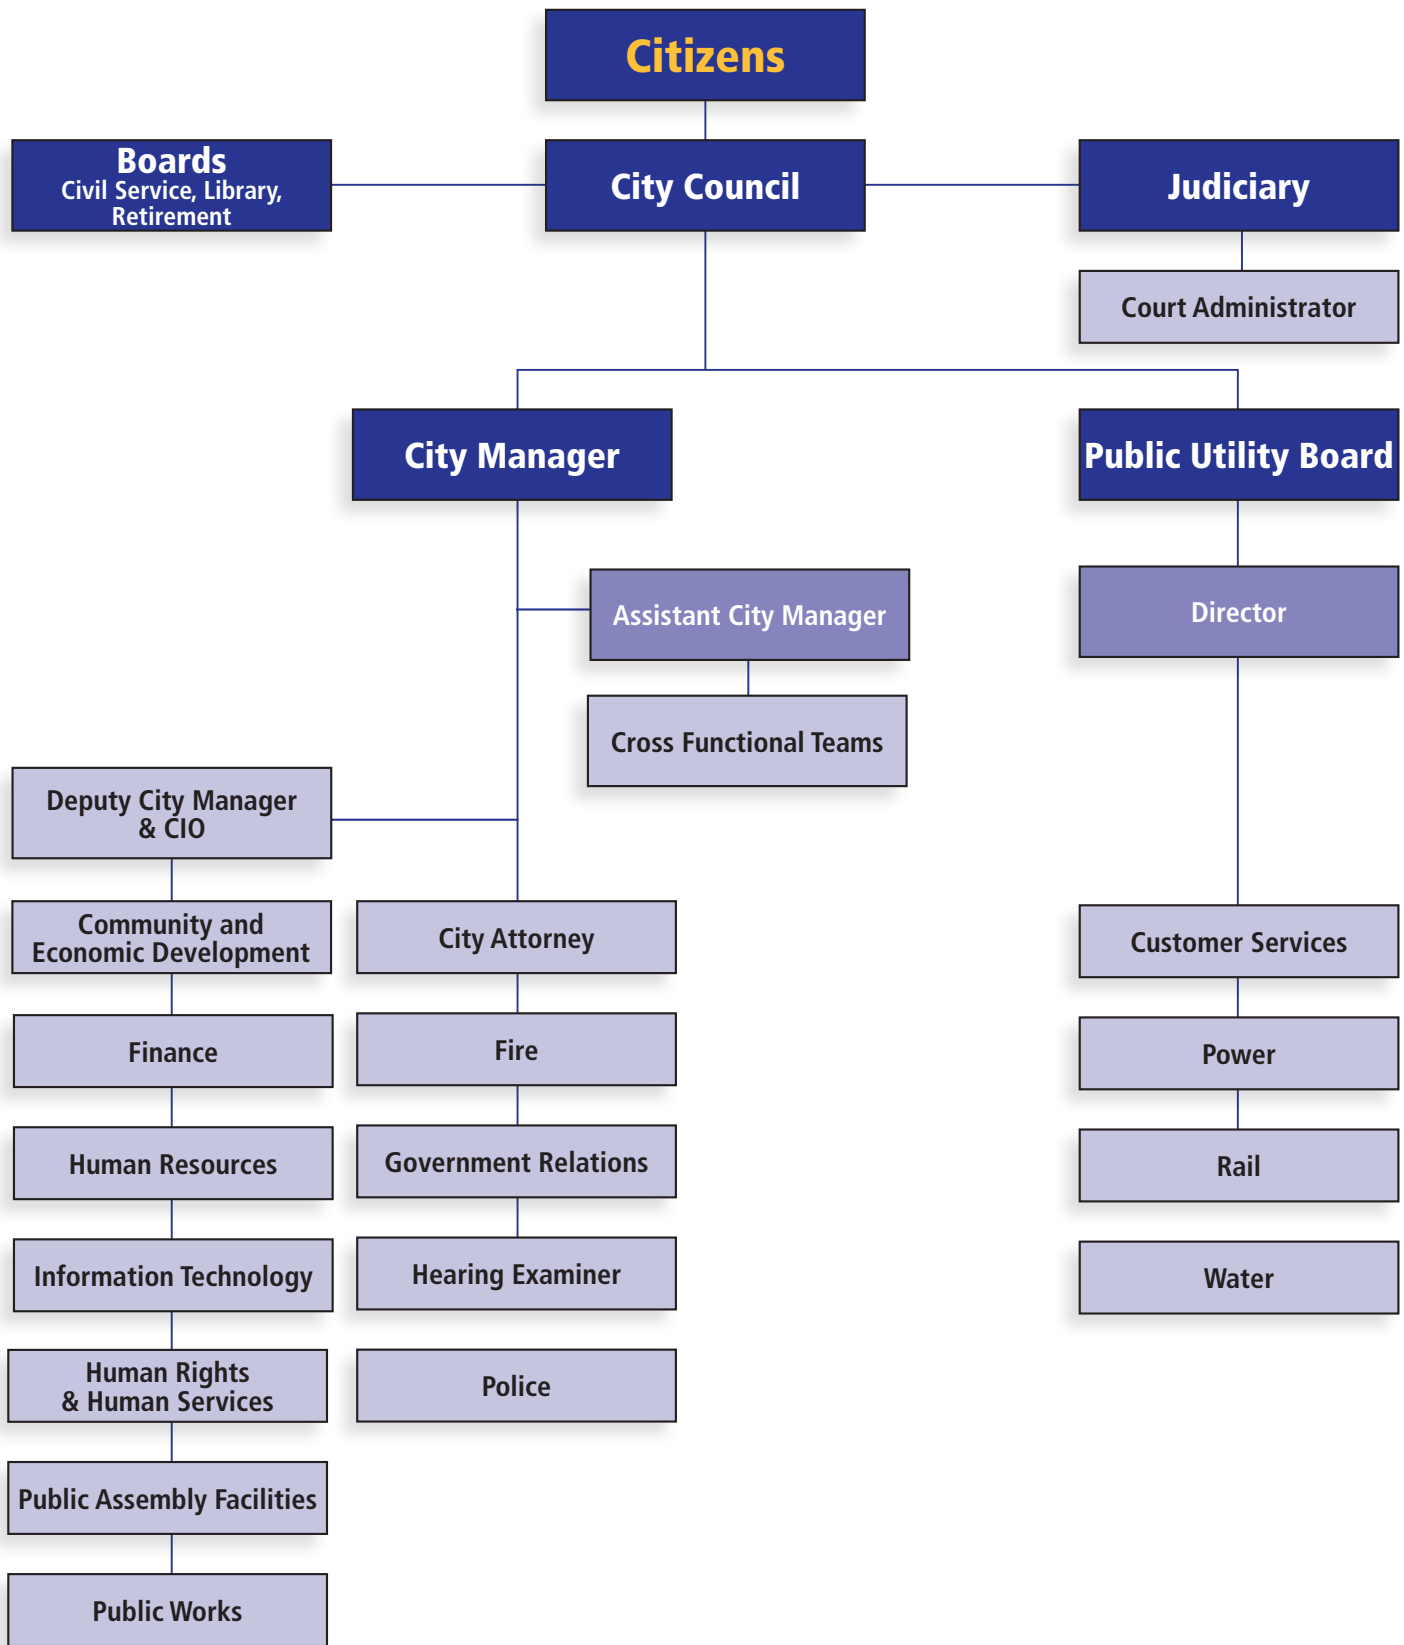 Citizens
Boards
Civil Service, Library,
Retirement
City Council
Judiciary
Court Administrator
City Manager
Public Utility Board
Assistant City Manager
Director
Cross Functional Teams
Deputy City Manager
& CIO
Community and
Economic Development
City Attorney
Customer Services
Finance
Fire
Power
Human Resources
Government Relations
Rail
Information Technology
Hearing Examiner
Water
Human Rights
& Human Services
Police
Public Assembly Facilities
Public Works